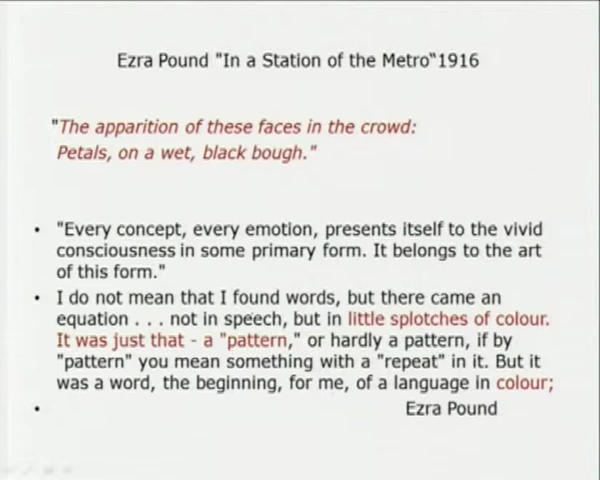 Ezra Pound "In a Station of the Metro"1916
"The apparition of these faces in the crowd:
Petals, on a wet, black bough."
• "Every concept, every emotion, presents itself to the vivid
consciousness in some primary form. It belongs to the art
of this form."
• I do not mean that I found words, but there came an
equation . . . not in speech, but in little splotches of colour.
It was just that - a "pattern," or hardly a pattern, if by
"pattern" you mean something with a "repeat" in it. But it
was a word, the beginning, for me, of a language in colour;
• Ezra Pound